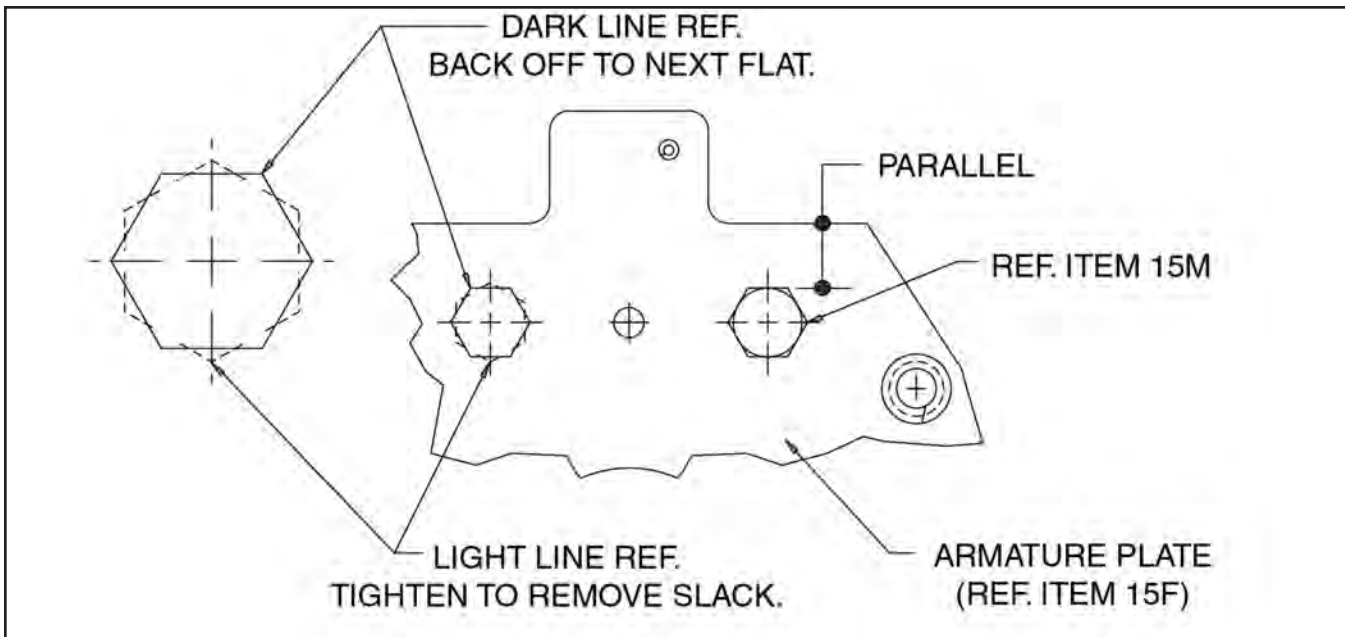 DARK LINE REF.
BACK OFF TO NEXT FLAT.
PARALLEL
REF. ITEM 15M
LIGHT LINE REF.
TIGHTEN TO REMOVE SLACK.
ARMATURE PLATE
(REF. ITEM 15F)